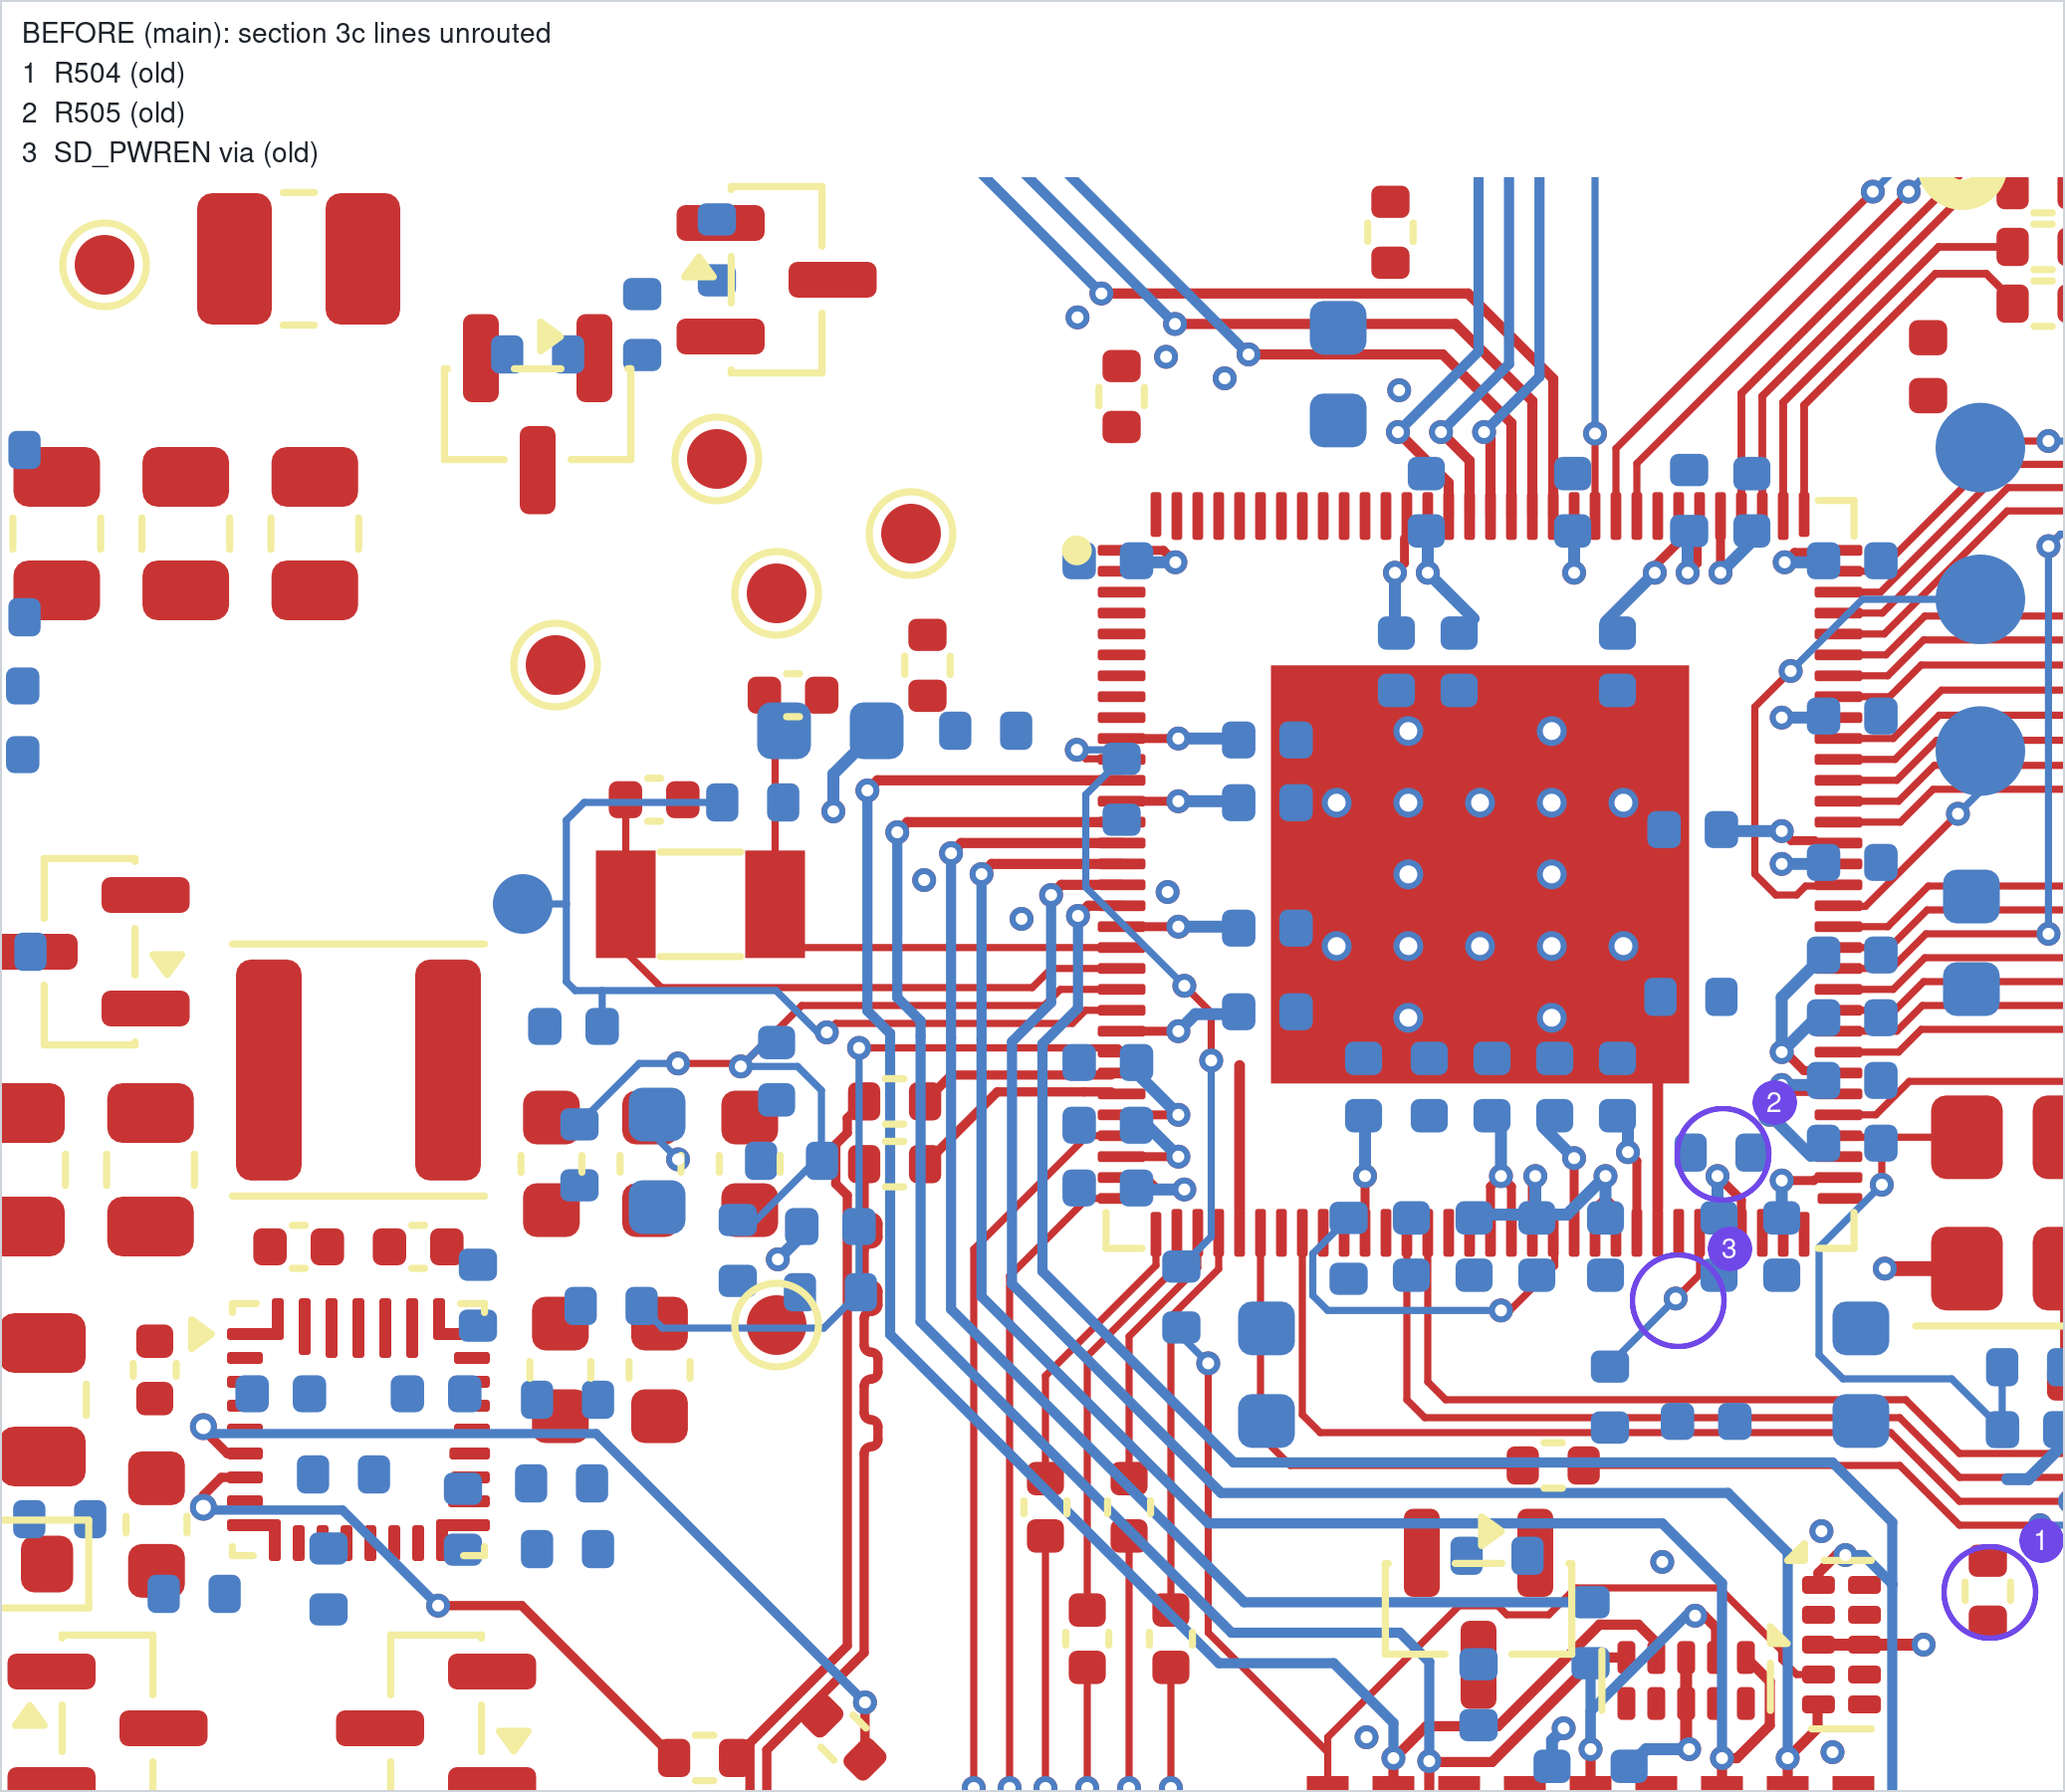 BEFORE (main): section 3c lines unrouted
1 R504 (old)
2 R505 (old)
3 SD_PWREN via (old)
2
3
1